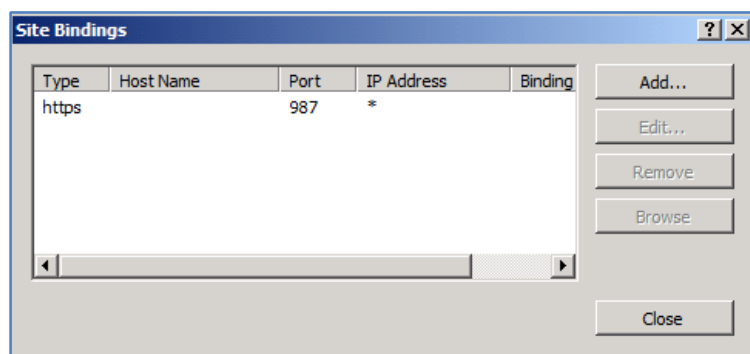 Site Bindings
Type Host Name Port IP Address Binding
https 987 *
Add...
Edit...
Remove
Browse
Close